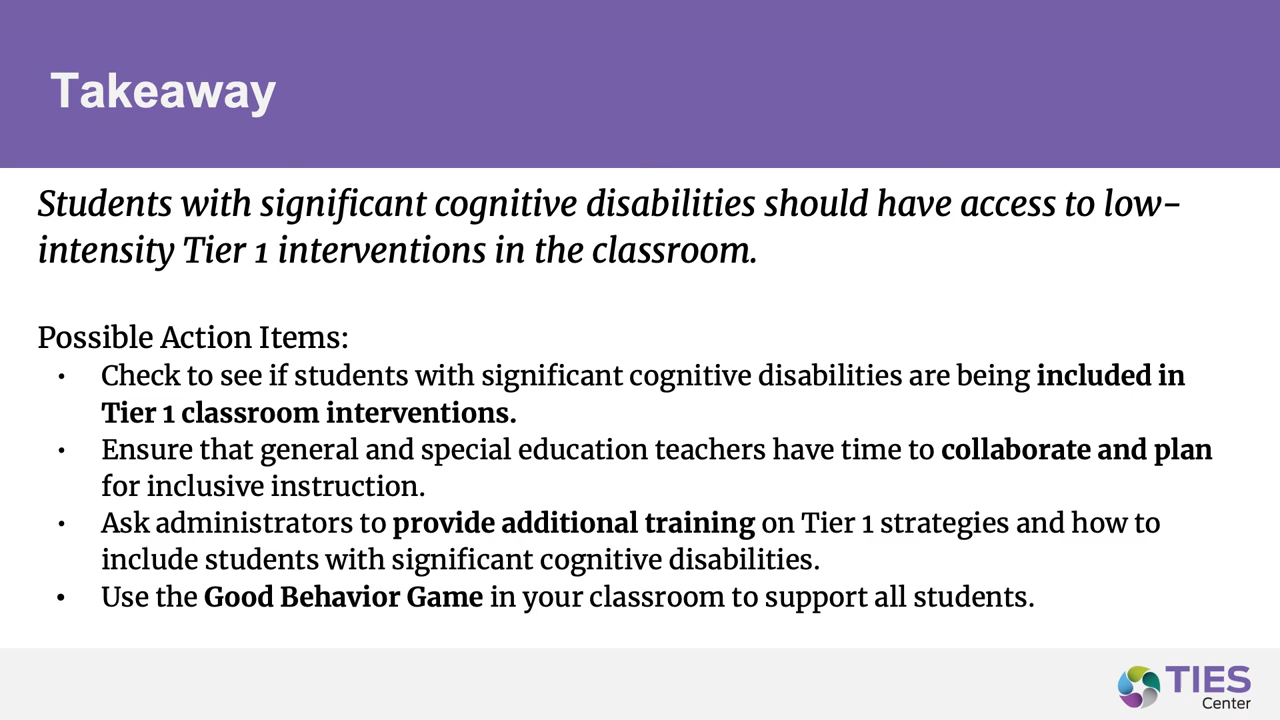 Takeaway
Students with significant cognitive disabilities should have access to low-
intensity Tier 1 interventions in the classroom.
Possible Action Items:
• Check to see if students with significant cognitive disabilities are being included in
Tier 1 classroom interventions.
• Ensure that general and special education teachers have time to collaborate and plan
for inclusive instruction.
• Ask administrators to provide additional training on Tier 1 strategies and how to
include students with significant cognitive disabilities.
• Use the Good Behavior Game in your classroom to support all students.
TIES
Center